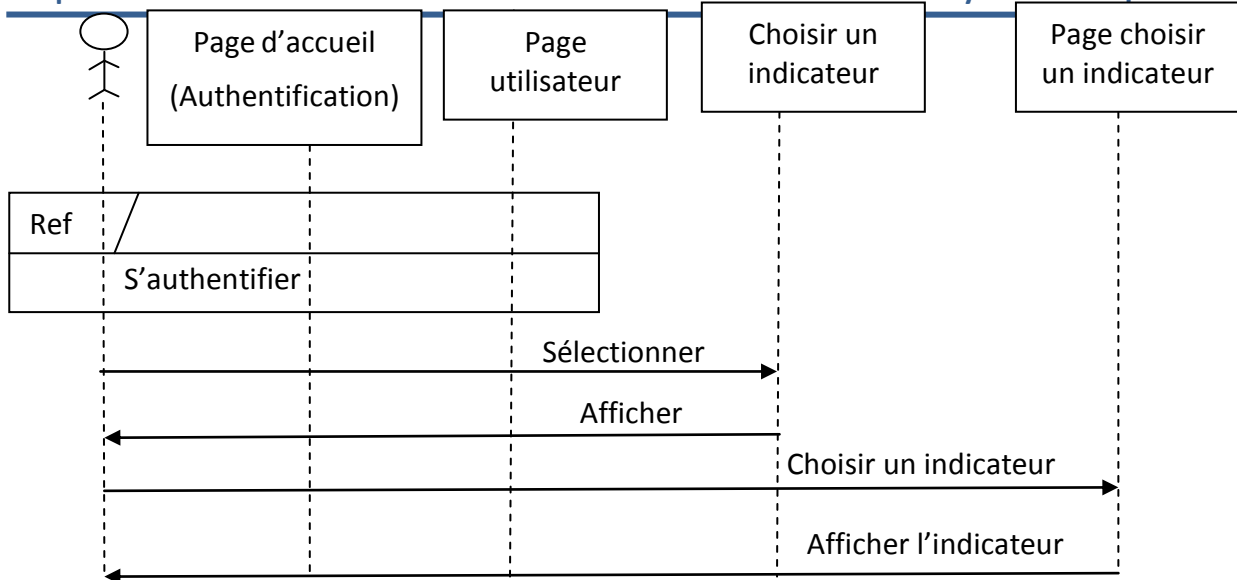 Page d’accueil
(Authentification)
Page
utilisateur
Choisir un
indicateur
Page choisir
un indicateur
Ref
S’authentifier
Sélectionner
Afficher
Choisir un indicateur
Afficher l’indicateur